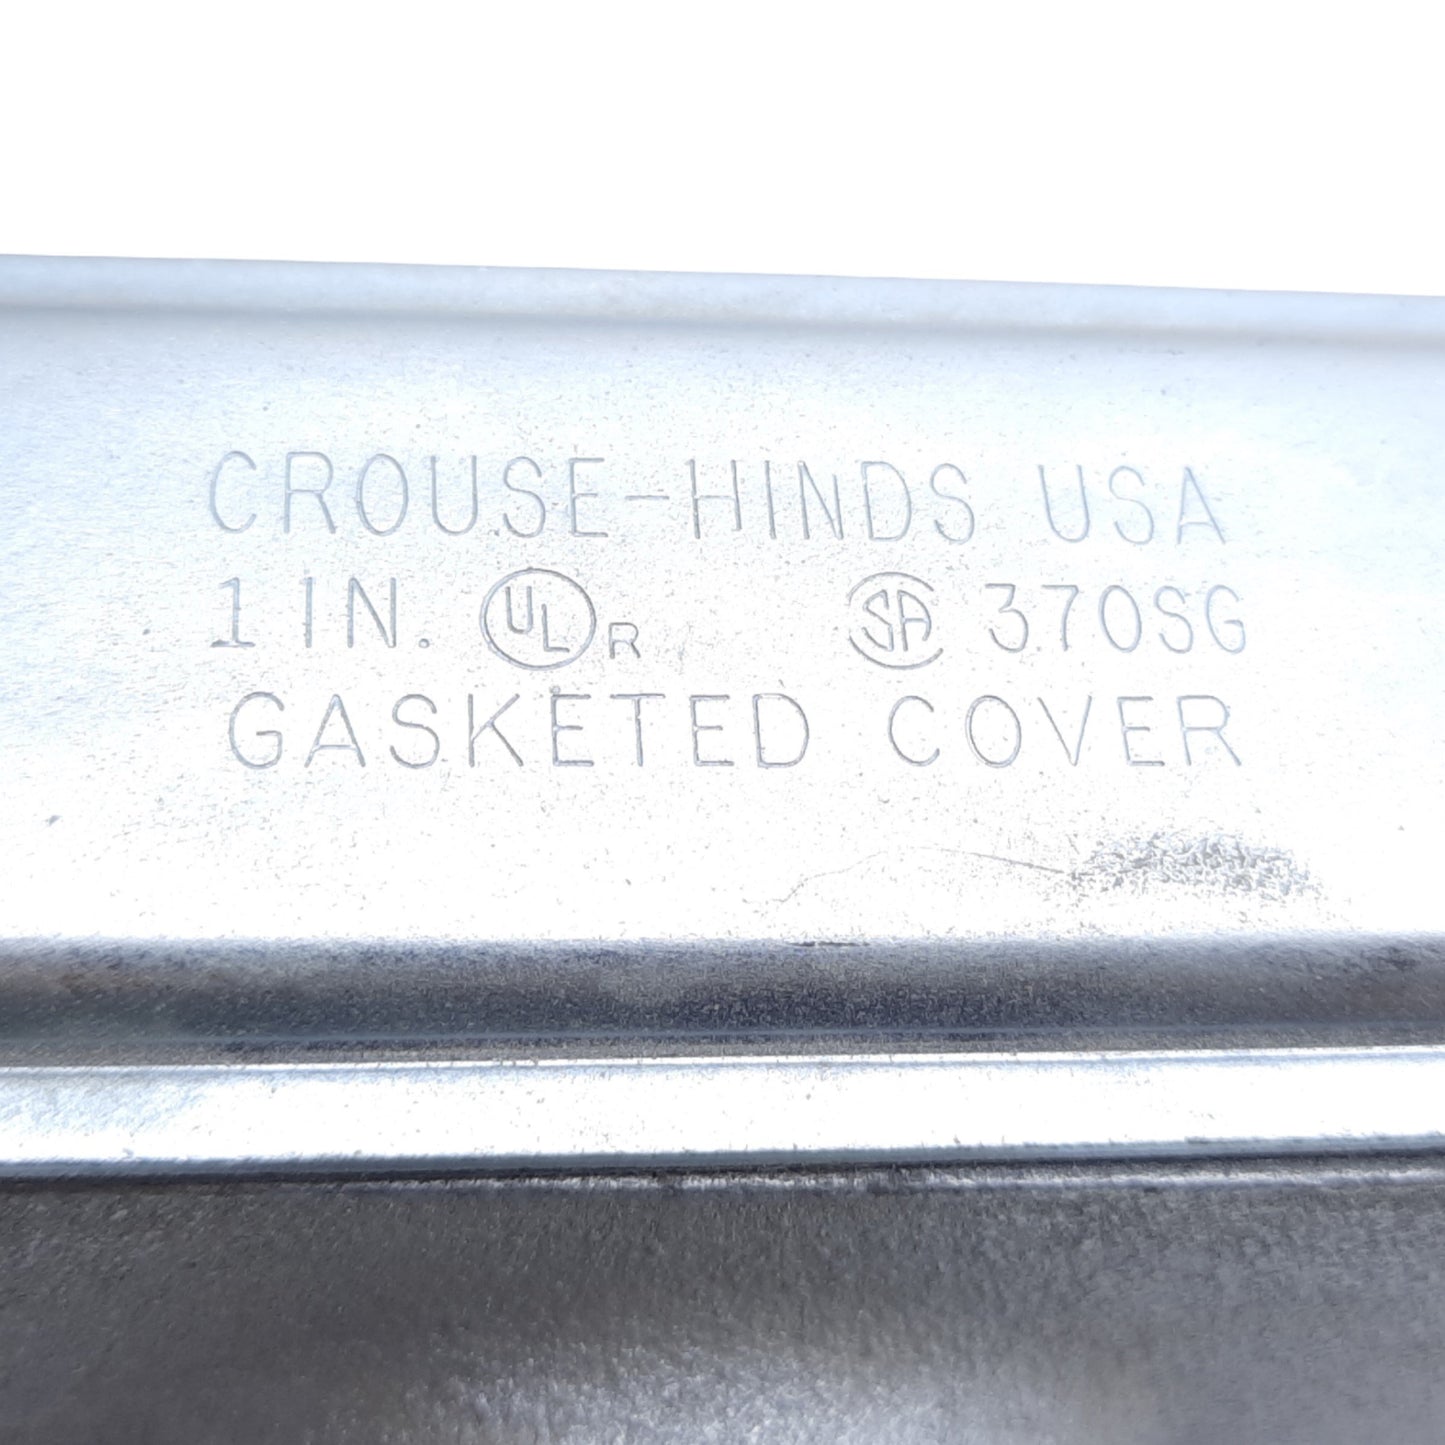 CROUSE-HINDS USA
1 IN. UL R SA 370SG
GASKETED COVER